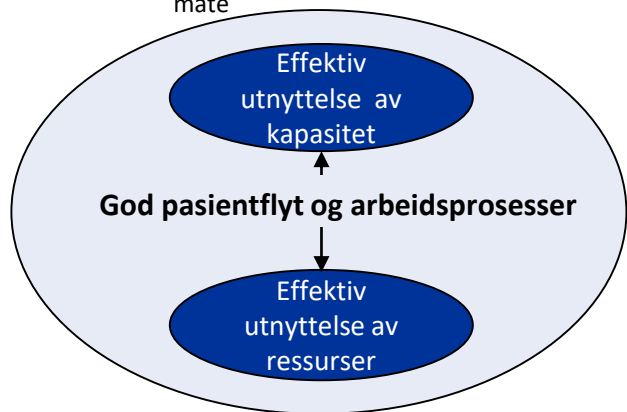 måte
Effektiv
utnyttelse av
kapasitet
God pasientflyt og arbeidsprosesser
Effektiv
utnyttelse av
ressurser